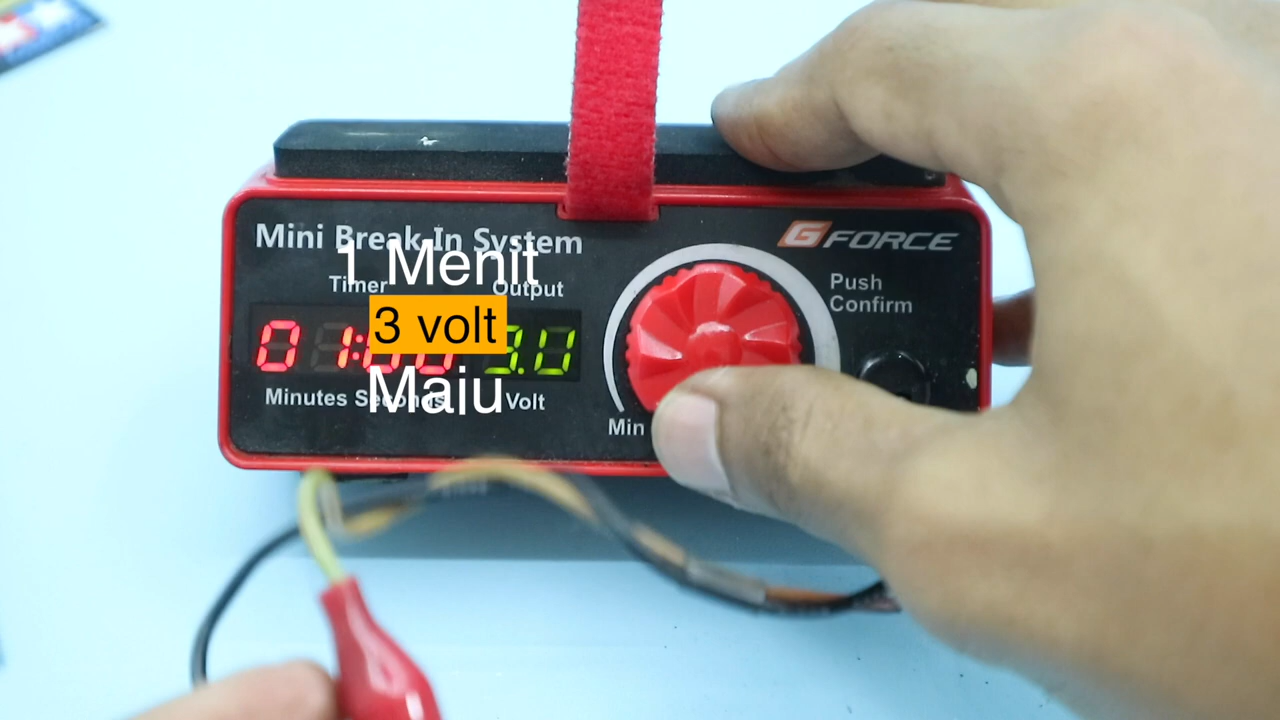 Mini Break-In System
G FORCE
1 Menit
Timer
Output
Push
Confirm
3 volt
01:00
3.0
Maju
Minutes Seconds
Volt
Min